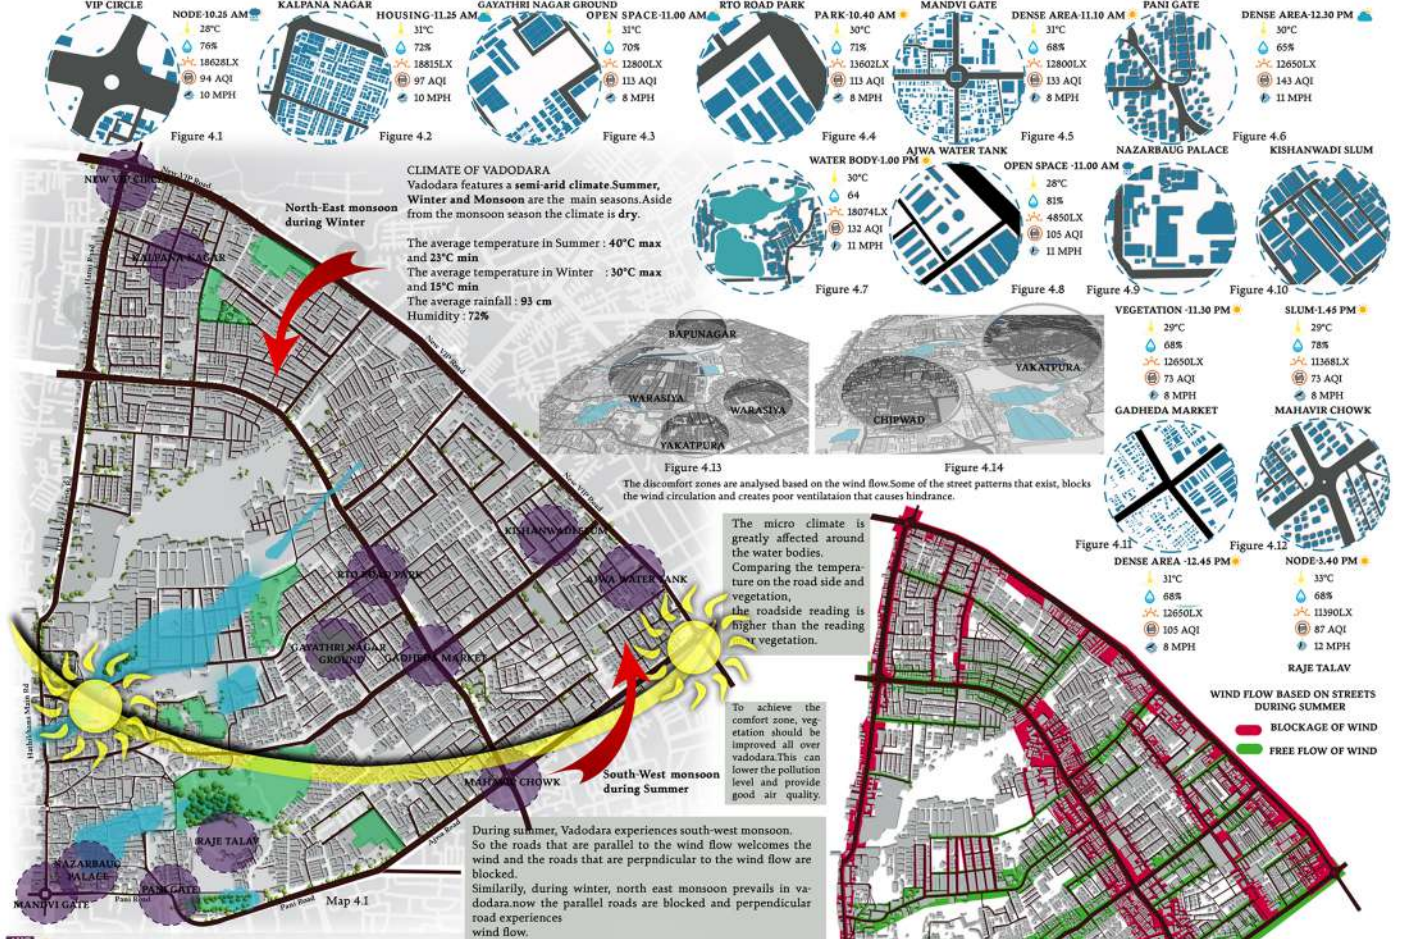 VIP CIRCLE
NODE-10.25 AM
28°C
76%
18628LX
94 AQI
10 MPH
Figure 4.1
KALPANA NAGAR
HOUSING-11.25 AM
31°C
72%
18815LX
97 AQI
10 MPH
Figure 4.2
GAYATHRI NAGAR GROUND
OPEN SPACE-11.00 AM
31°C
70%
12800LX
113 AQI
8 MPH
Figure 4.3
RTO ROAD PARK
PARK-10.40 AM
30°C
71%
13602LX
113 AQI
8 MPH
Figure 4.4
MANDVI GATE
DENSE AREA-11.10 AM
31°C
68%
12800LX
133 AQI
8 MPH
Figure 4.5
PANI GATE
DENSE AREA-12.30 PM
30°C
65%
12650LX
143 AQI
11 MPH
Figure 4.6
WATER BODY-1.00 PM
30°C
64
18074LX
132 AQI
11 MPH
Figure 4.7
AJWA WATER TANK
OPEN SPACE -11.00 AM
28°C
81%
4850LX
105 AQI
11 MPH
Figure 4.8
NAZARBAUG PALACE
Figure 4.9
VEGETATION -11.30 PM
29°C
68%
12650LX
73 AQI
8 MPH
KISHANWADI SLUM
Figure 4.10
SLUM-1.45 PM
29°C
78%
11368LX
73 AQI
8 MPH
GADHEDA MARKET
Figure 4.11
DENSE AREA -12.45 PM
31°C
68%
12650LX
105 AQI
8 MPH
MAHAVIR CHOWK
Figure 4.12
NODE-3.40 PM
33°C
68%
11390LX
87 AQI
12 MPH
RAJE TALAV
CLIMATE OF VADODARA
Vadodara features a semi-arid climate.Summer,
Winter and Monsoon are the main seasons.Aside
from the monsoon season the climate is dry.
The average temperature in Summer : 40°C max
and 23°C min
The average temperature in Winter : 30°C max
and 15°C min
The average rainfall : 93 cm
Humidity : 72%
North-East monsoon
during Winter
NEW VIP CIRCLE
New VIP Road
KALPANA NAGAR
New VIP Road
New VIP Road
KISHANWADI SLUM
RTO ROAD PARK
AJWA WATER TANK
GAYATHRI NAGAR
GROUND
GADHEDA MARKET
Hathikhana Main Rd
MAHAVIR CHOWK
South-West monsoon
during Summer
RAJE TALAV
NAZARBAUG
PALACE
PANI GATE
MANDVI GATE
Pani Road
Pani Road
Ajwa Road
Map 4.1
BAPUNAGAR
WARASIYA
WARASIYA
YAKATPURA
Figure 4.13
YAKATPURA
CHIPWAD
Figure 4.14
The discomfort zones are analysed based on the wind flow.Some of the street patterns that exist, blocks
the wind circulation and creates poor ventilataion that causes hindrance.
The micro climate is
greatly affected around
the water bodies.
Comparing the tempera-
ture on the road side and
vegetation,
the roadside reading is
higher than the reading
vegetation.
To achieve the
comfort zone, veg-
etation should be
improved all over
vadodara.This can
lower the pollution
level and provide
good air quality.
During summer, Vadodara experiences south-west monsoon.
So the roads that are parallel to the wind flow welcomes the
wind and the roads that are perpndicular to the wind flow are
blocked.
Similarily, during winter, north east monsoon prevails in va-
dodara.now the parallel roads are blocked and perpendicular
road experiences
wind flow.
WIND FLOW BASED ON STREETS
DURING SUMMER
BLOCKAGE OF WIND
FREE FLOW OF WIND